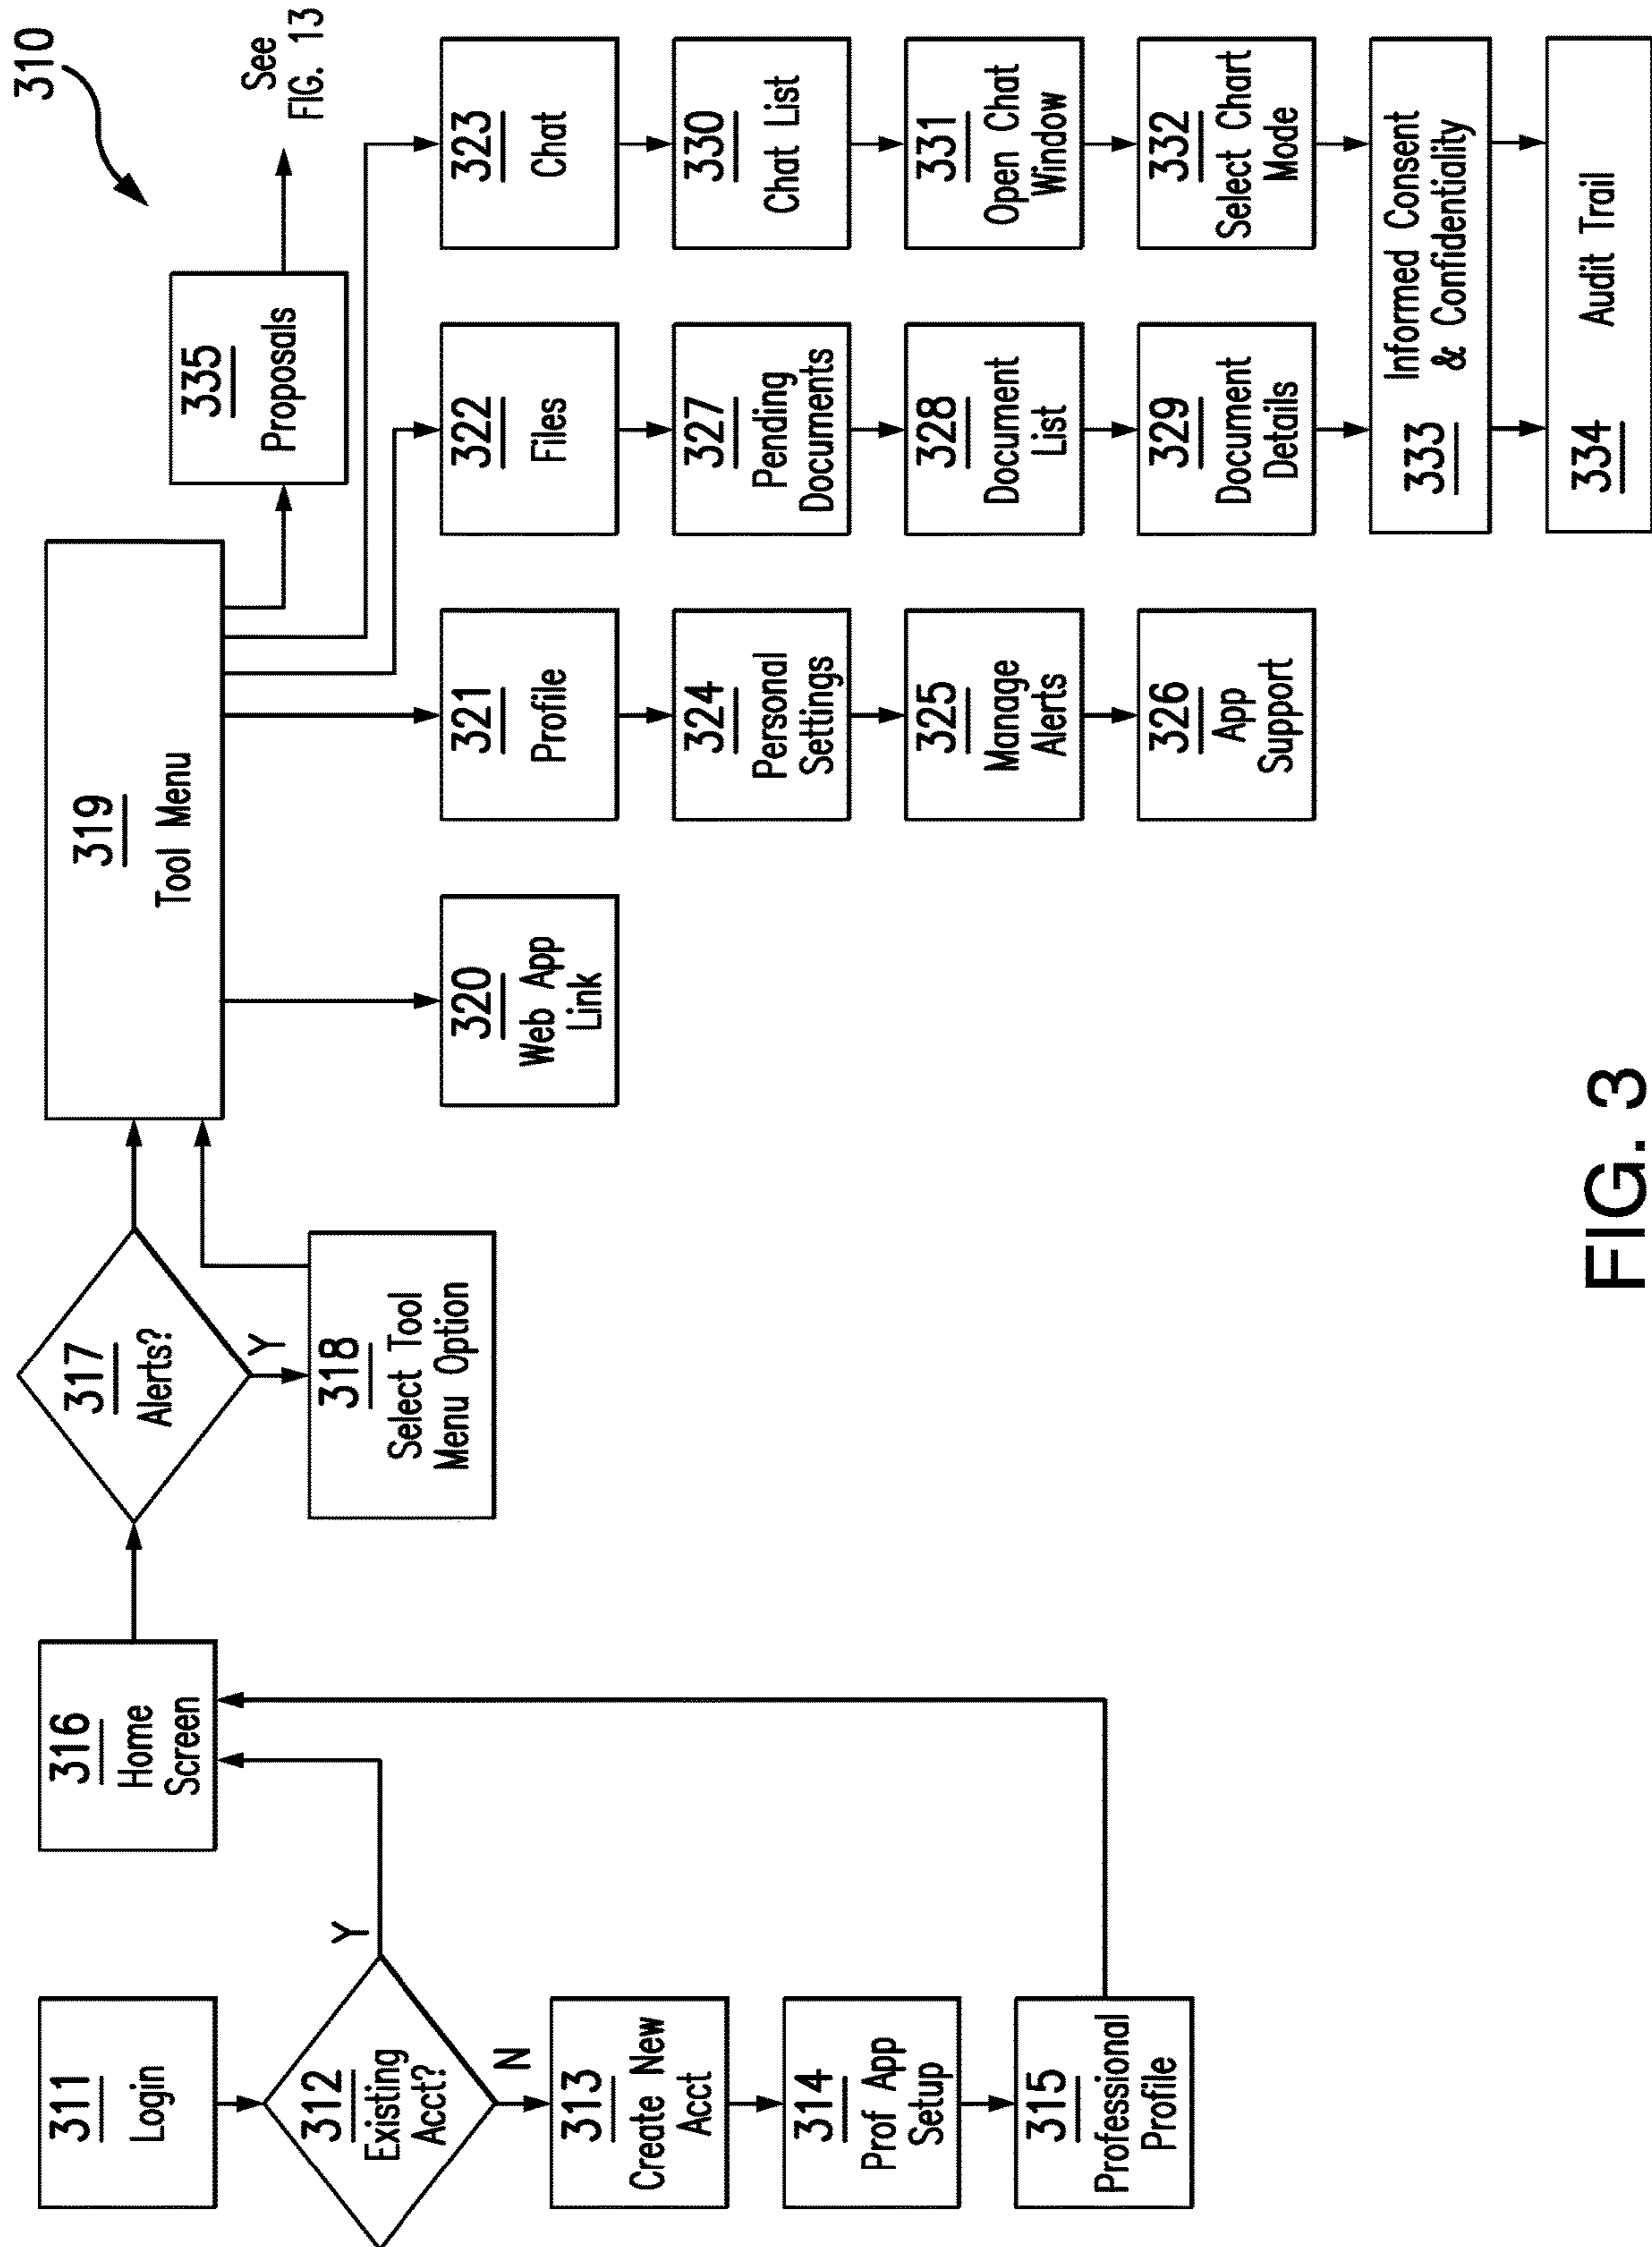 310
311
Login
312
Existing
Acct?
Y
N
313
Create New
Acct
314
Prof App
Setup
315
Professional
Profile
316
Home
Screen
317
Alerts?
Y
318
Select Tool
Menu Option
319
Tool Menu
335
Proposals
See
FIG. 13
320
Web App
Link
321
Profile
324
Personal
Settings
325
Manage
Alerts
326
App
Support
322
Files
327
Pending
Documents
328
Document
List
329
Document
Details
323
Chat
330
Chat List
331
Open Chat
Window
332
Select Chart
Mode
333
Informed Consent
& Confidentiality
334
Audit Trail
FIG. 3